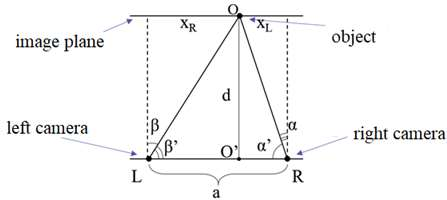 O
x_R x_L
image plane object
d
β α
left camera β' α' right camera
O'
L R
a